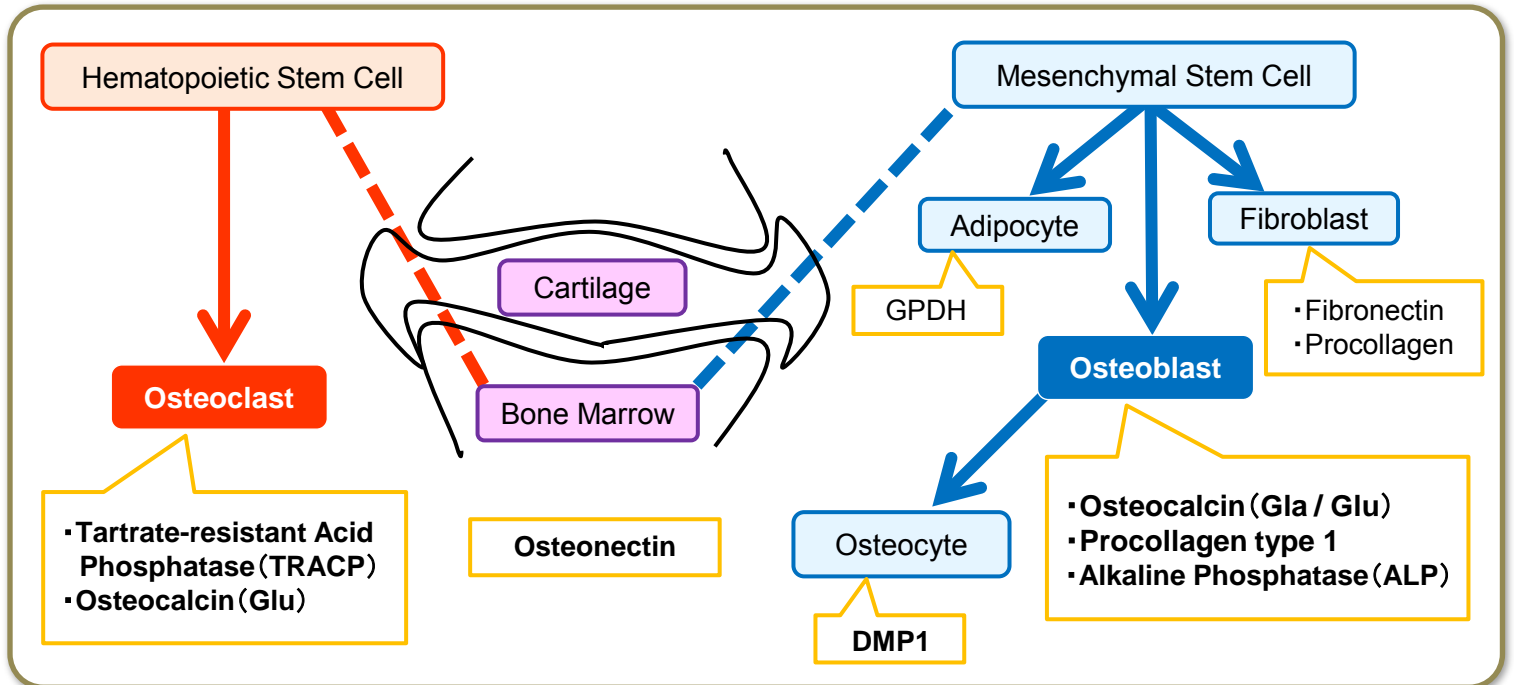 Hematopoietic Stem Cell
Mesenchymal Stem Cell
Adipocyte
Fibroblast
Cartilage
GPDH
・Fibronectin
・Procollagen
Osteoclast
Bone Marrow
Osteoblast
・Tartrate-resistant Acid
Phosphatase（TRACP）
・Osteocalcin（Glu）
Osteonectin
Osteocyte
・Osteocalcin（Gla / Glu）
・Procollagen type 1
・Alkaline Phosphatase（ALP）
DMP1